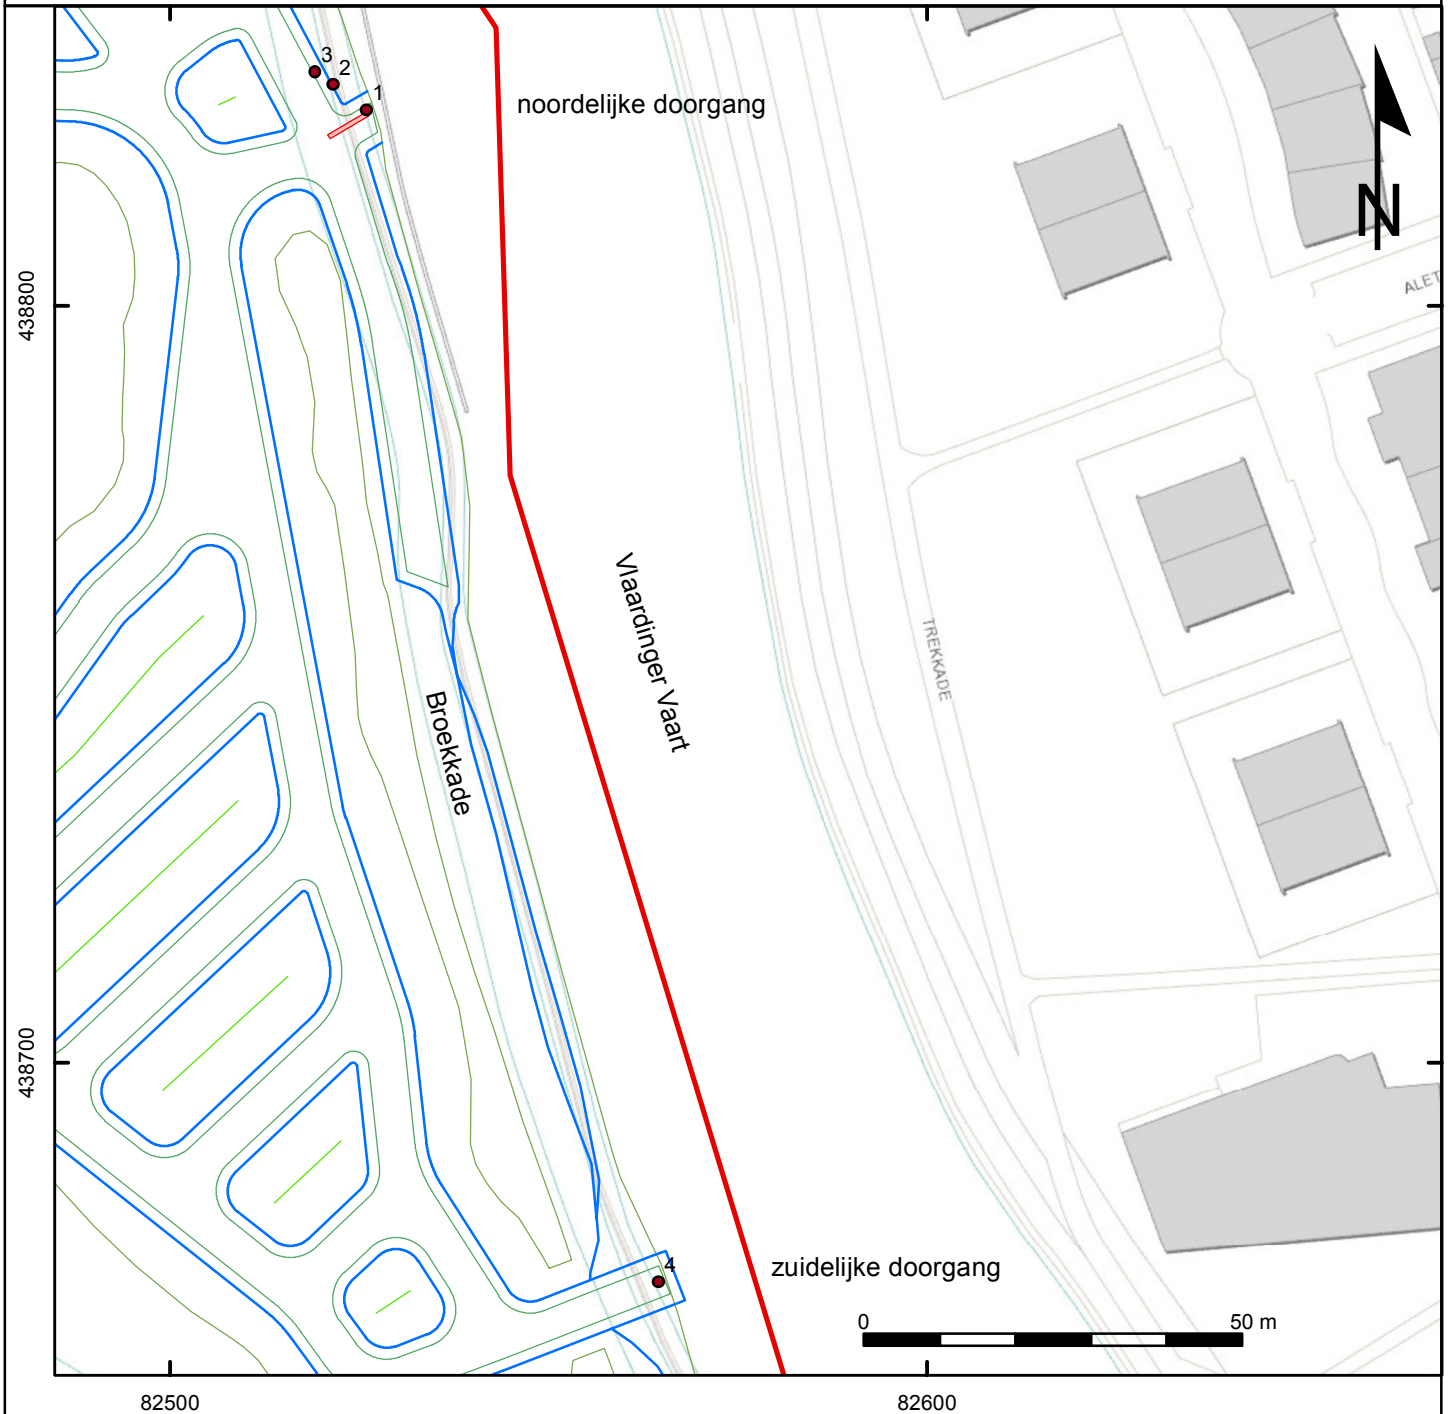 3
2
1
noordelijke doorgang
N
438800
ALET
Vlaardinger Vaart
TREKKADE
Broekkade
438700
4
zuidelijke doorgang
0 50 m
82500 82600